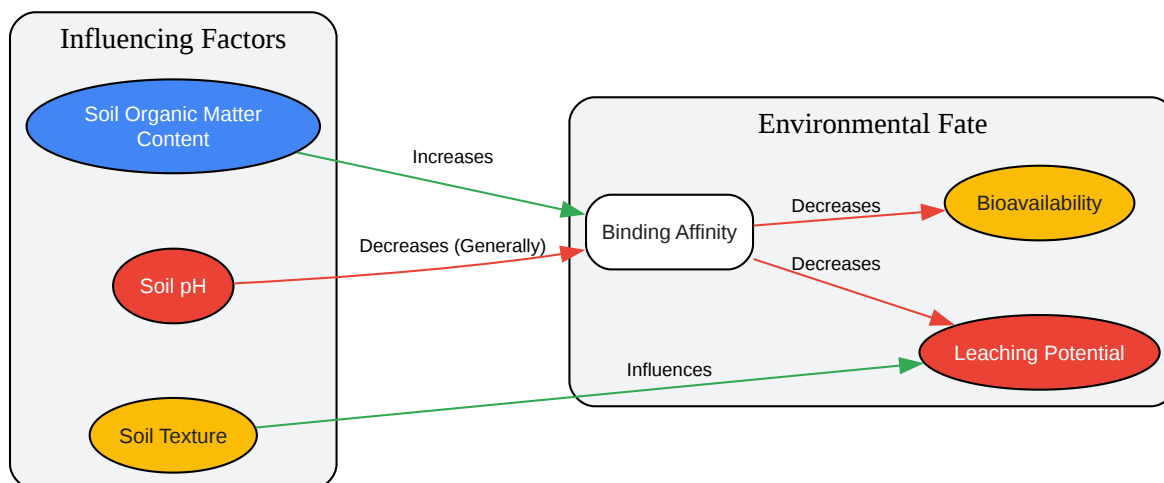 Influencing Factors
Soil Organic Matter
Content
Increases
Environmental Fate
Bioavailability
Decreases
Binding Affinity
Decreases (Generally)
Decreases
Soil pH
Leaching Potential
Influences
Soil Texture